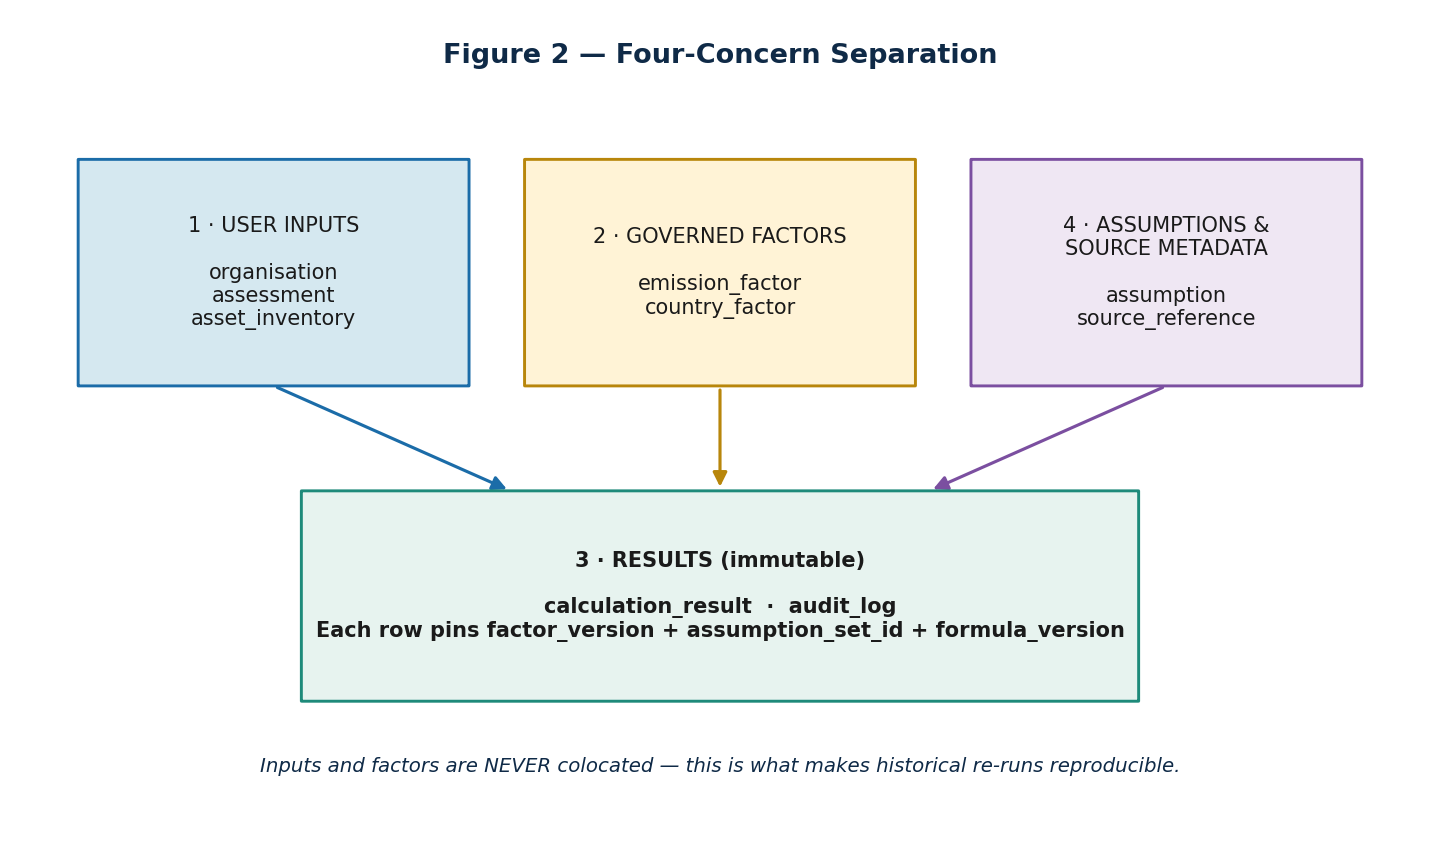 Figure 2 — Four-Concern Separation
1 · USER INPUTS
organisation
assessment
asset_inventory
2 · GOVERNED FACTORS
emission_factor
country_factor
4 · ASSUMPTIONS &
SOURCE METADATA
assumption
source_reference
3 · RESULTS (immutable)
calculation_result · audit_log
Each row pins factor_version + assumption_set_id + formula_version
Inputs and factors are NEVER colocated — this is what makes historical re-runs reproducible.